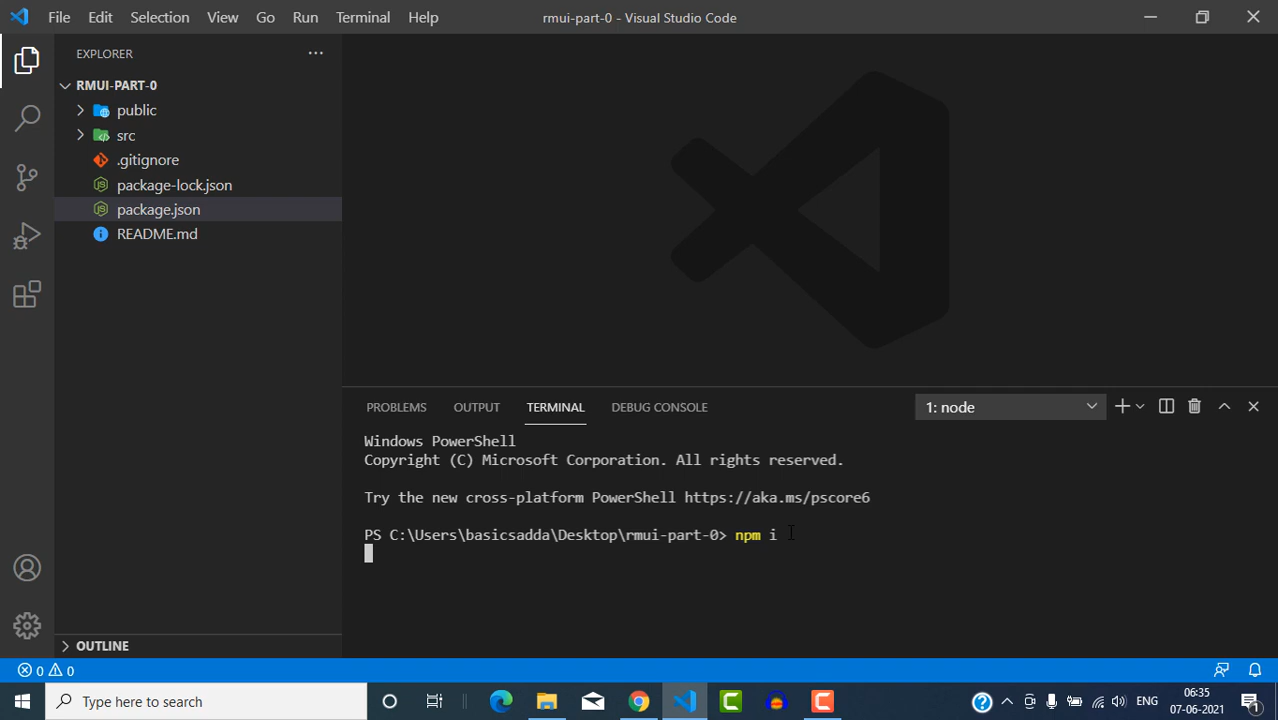 File Edit Selection View Go Run Terminal Help
rmui-part-0 - Visual Studio Code
EXPLORER
RMUI-PART-0
public
src
.gitignore
package-lock.json
package.json
README.md
OUTLINE
PROBLEMS OUTPUT TERMINAL DEBUG CONSOLE
1: node
Windows PowerShell
Copyright (C) Microsoft Corporation. All rights reserved.
Try the new cross-platform PowerShell https://aka.ms/pscore6
PS C:\Users\basicsadda\Desktop\rmui-part-0> npm i
0 0
Type here to search
ENG
06:35
07-06-2021
1